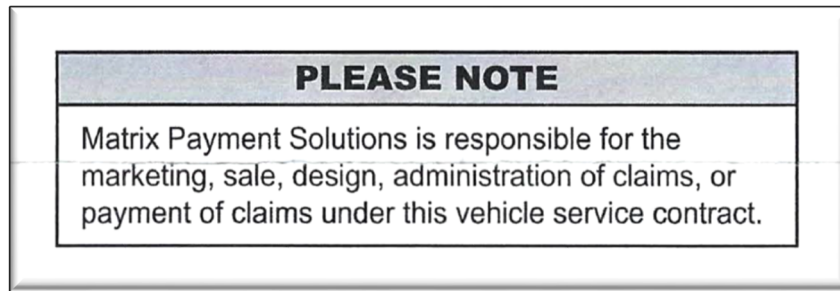 PLEASE NOTE
Matrix Payment Solutions is responsible for the
marketing, sale, design, administration of claims, or
payment of claims under this vehicle service contract.